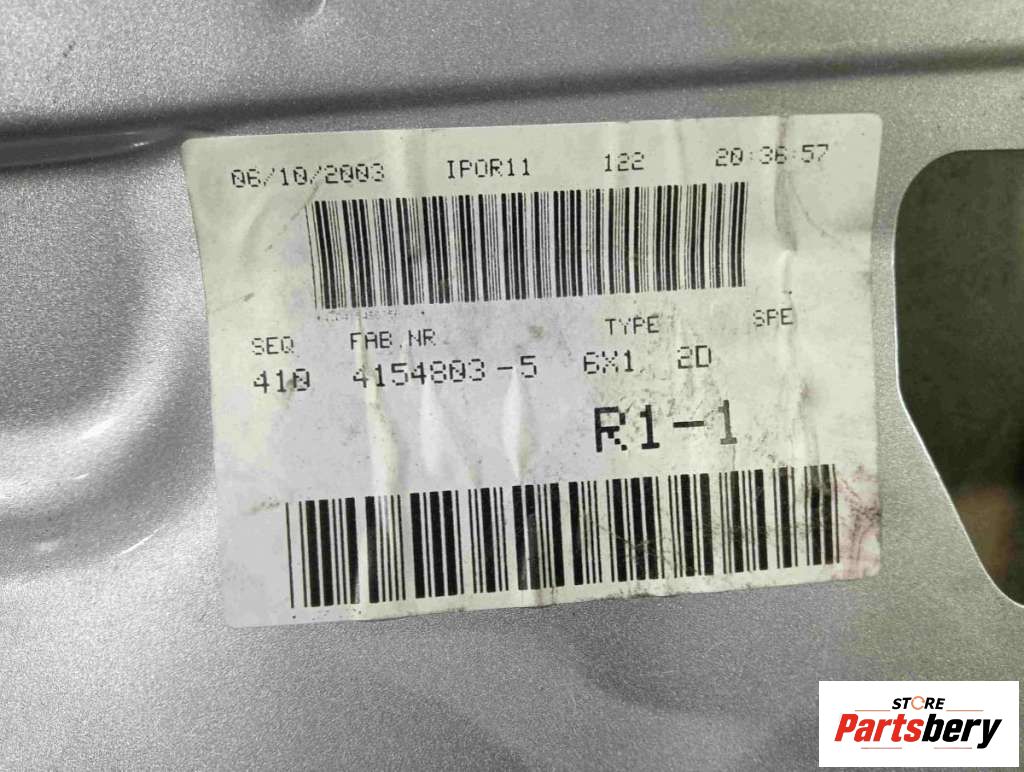 06/10/2003 IPOR11 122 20:36:57
SEQ FAB.NR TYPE SPE
410 4154803-5 6X1 2D
R1-1
STORE
Partsbery